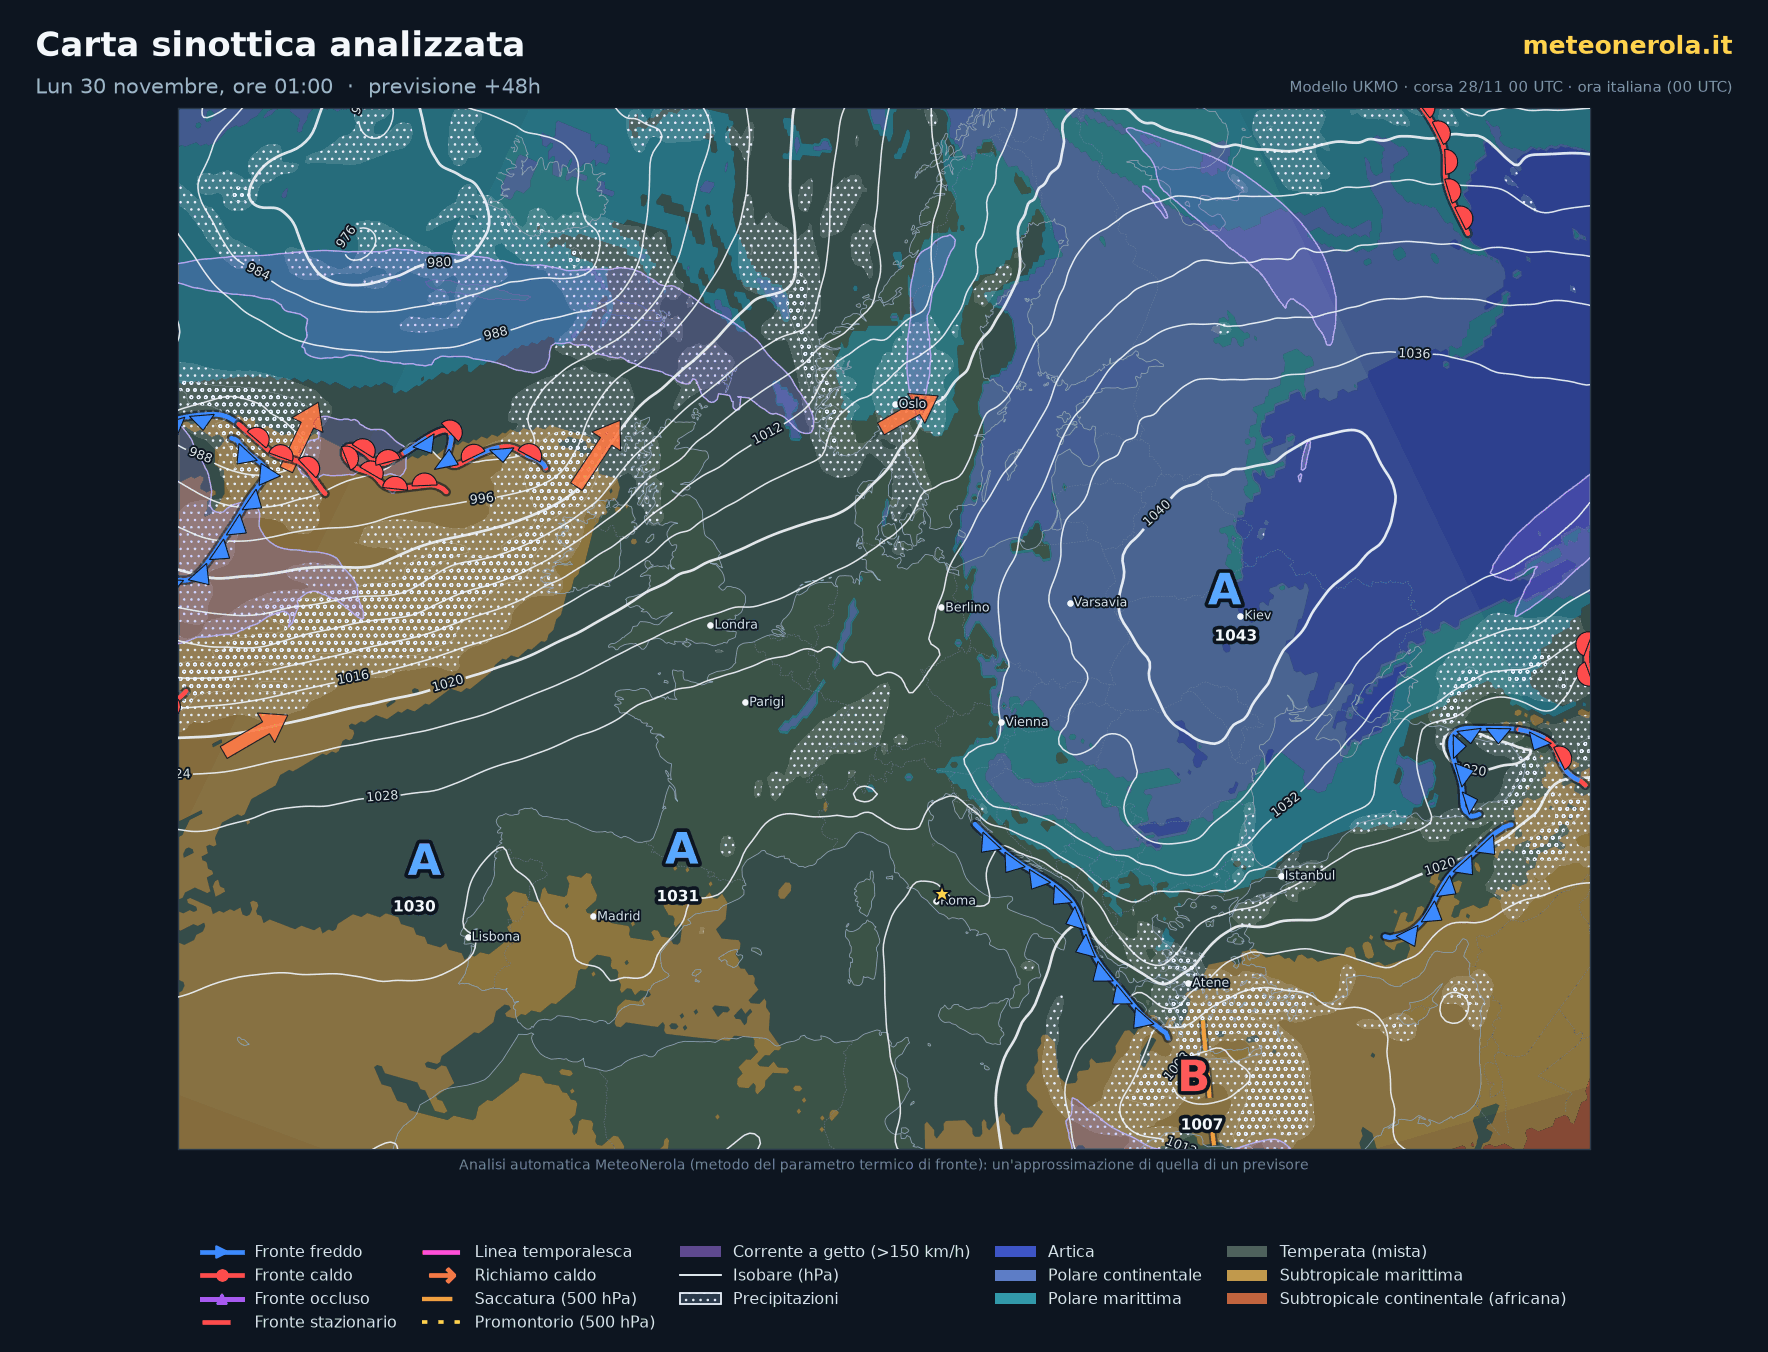 Carta sinottica analizzata
meteonerola.it
Lun 30 novembre, ore 01:00 · previsione +48h
Modello UKMO · corsa 28/11 00 UTC · ora italiana (00 UTC)
976
984
980
988
1036
Oslo
1012
988
996
1040
A
Kiev
1043
Berlino
Varsavia
Londra
1016
1020
Parigi
Vienna
24
1028
1032
A
1030
A
1031
1020
Istanbul
Roma
Madrid
Lisbona
Atene
B
1007
Analisi automatica MeteoNerola (metodo del parametro termico di fronte): un'approssimazione di quella di un previsore
Fronte freddo
Fronte caldo
Fronte occluso
Fronte stazionario
Linea temporalesca
Richiamo caldo
Saccatura (500 hPa)
Promontorio (500 hPa)
Corrente a getto (>150 km/h)
Isobare (hPa)
Precipitazioni
Artica
Polare continentale
Polare marittima
Temperata (mista)
Subtropicale marittima
Subtropicale continentale (africana)